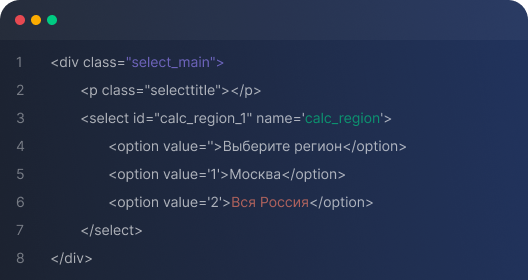 1 <div class="select_main">
2 <p class="selecttitle"></p>
3 <select id="calc_region_1" name='calc_region'>
4 <option value=''>Выберите регион</option>
5 <option value='1'>Москва</option>
6 <option value='2'>Вся Россия</option>
7 </select>
8 </div>